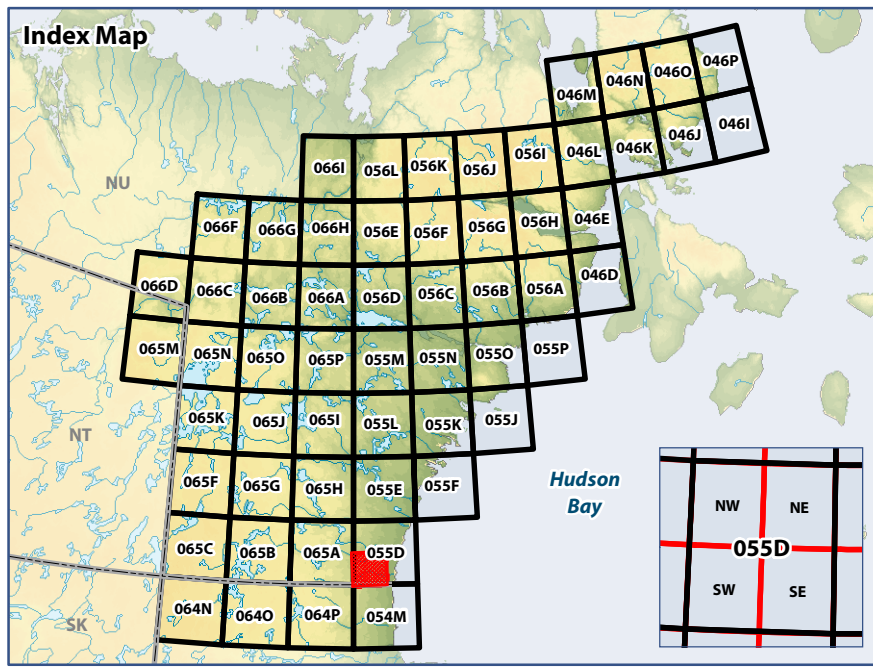 Index Map
046P
046O
046N
046M
046I
046J
046K
046L
056I
056J
056K
056L
066I
NU
046E
056H
056G
056F
056E
066H
066G
066F
046D
056A
056B
056C
056D
066A
066B
066C
066D
055P
055O
055N
055M
065P
065O
065N
065M
055J
055K
055L
065I
065J
065K
NT
055F
055E
065H
065G
065F
Hudson
Bay
055D
065A
065B
065C
054M
064P
064O
064N
SK
NW
NE
055D
SW
SE